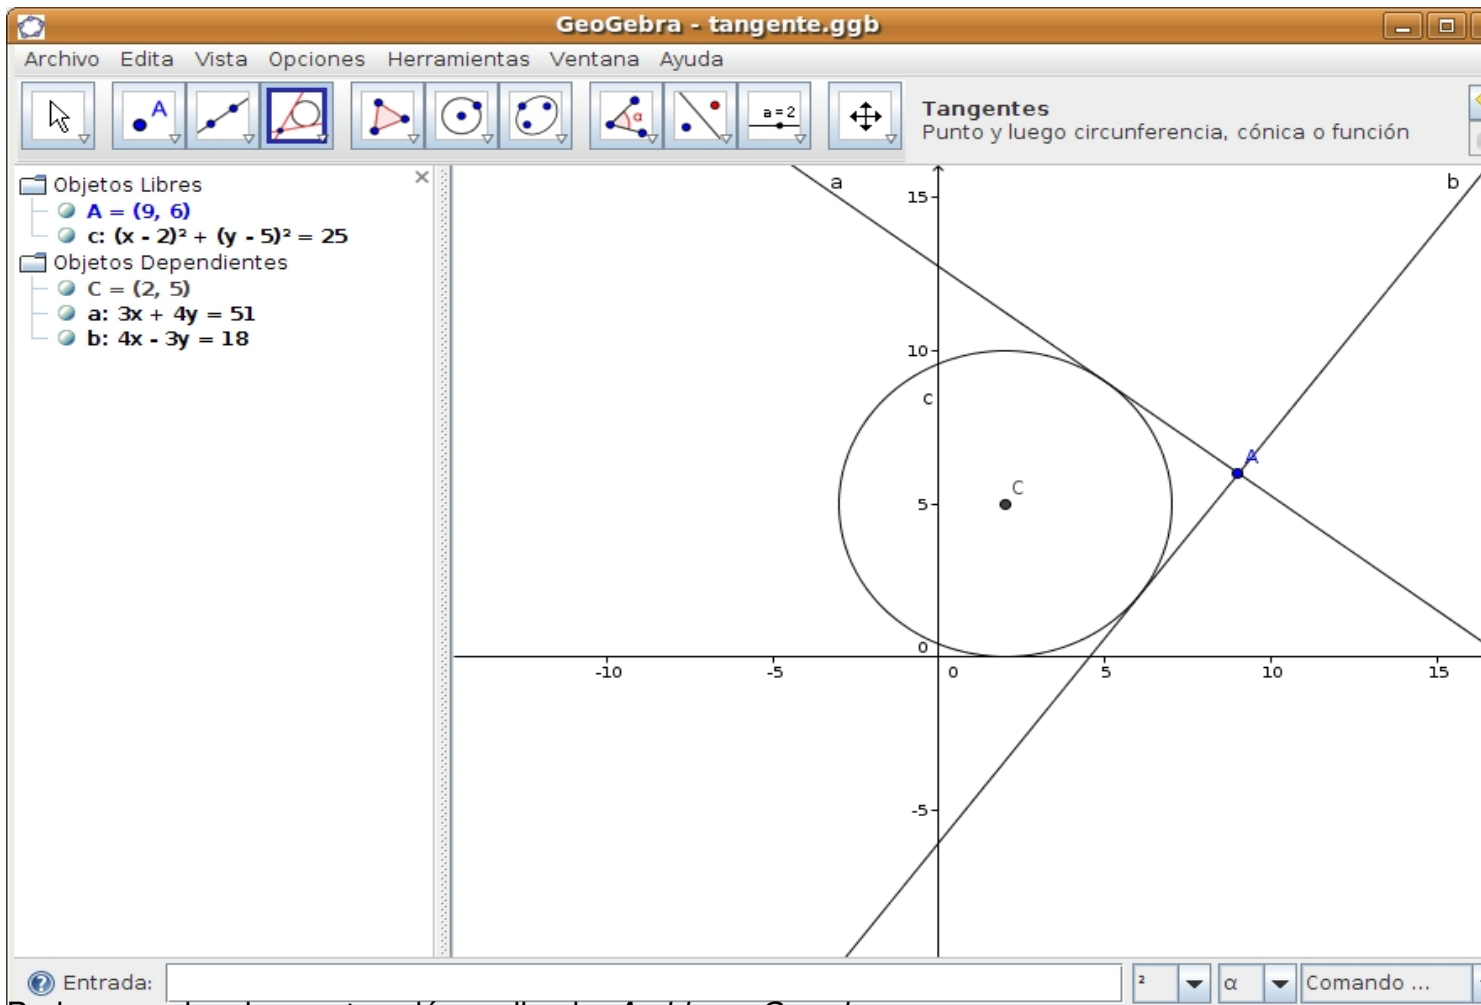 GeoGebra - tangente.ggb
Archivo Edita Vista Opciones Herramientas Ventana Ayuda
A
α
a=2
Tangentes
Punto y luego circunferencia, cónica o función
Objetos Libres
A = (9, 6)
c: (x - 2)² + (y - 5)² = 25
Objetos Dependientes
C = (2, 5)
a: 3x + 4y = 51
b: 4x - 3y = 18
a
b
15
10
c
A
C
5
0
-10 -5 0 5 10 15
-5
Entrada: ² α Comando ...